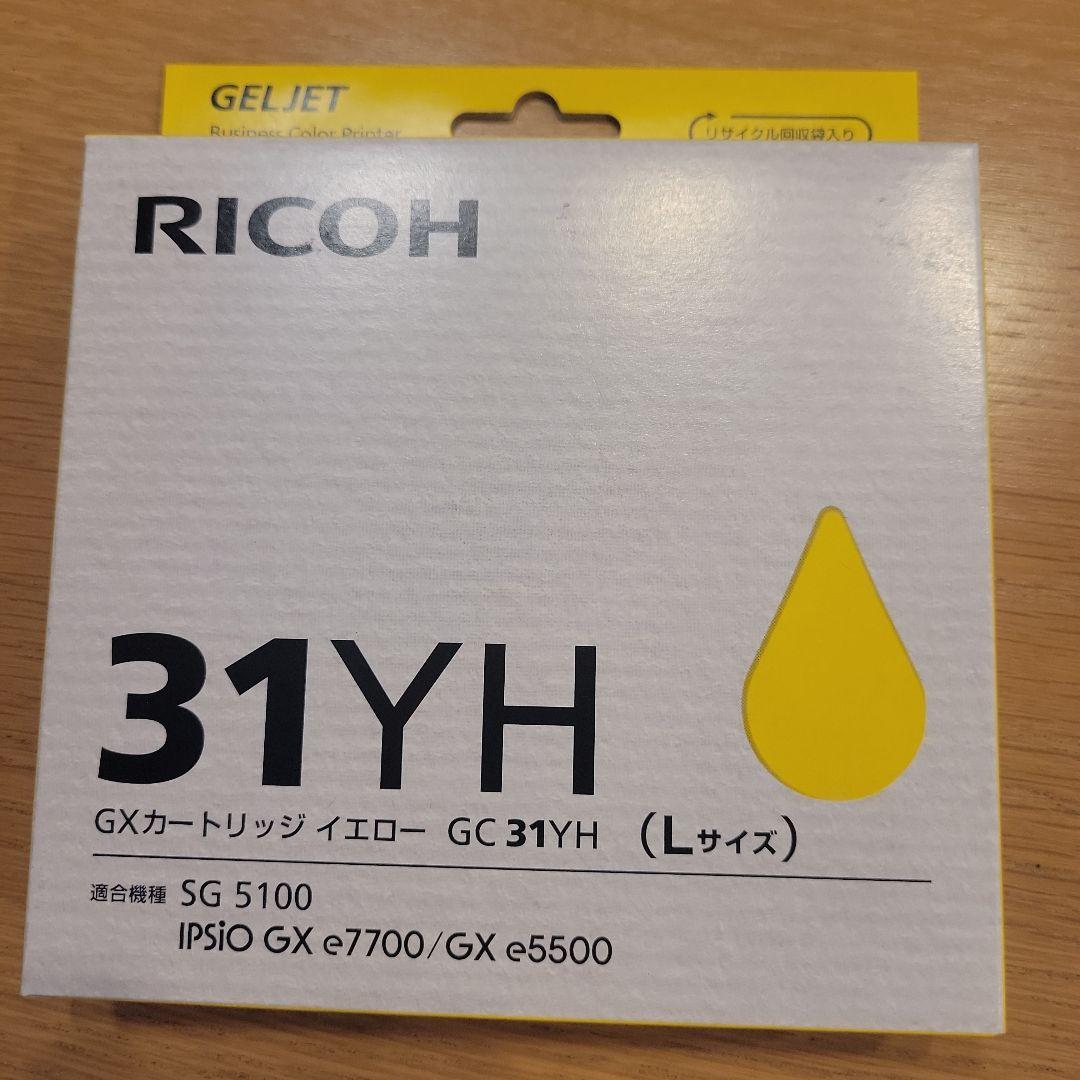 GELJET
Business Color Printer
リサイクル回収袋入り
RICOH
31YH
GXカートリッジ イエロー GC 31YH (Lサイズ)
適合機種 SG 5100
IPSiO GX e7700/GX e5500